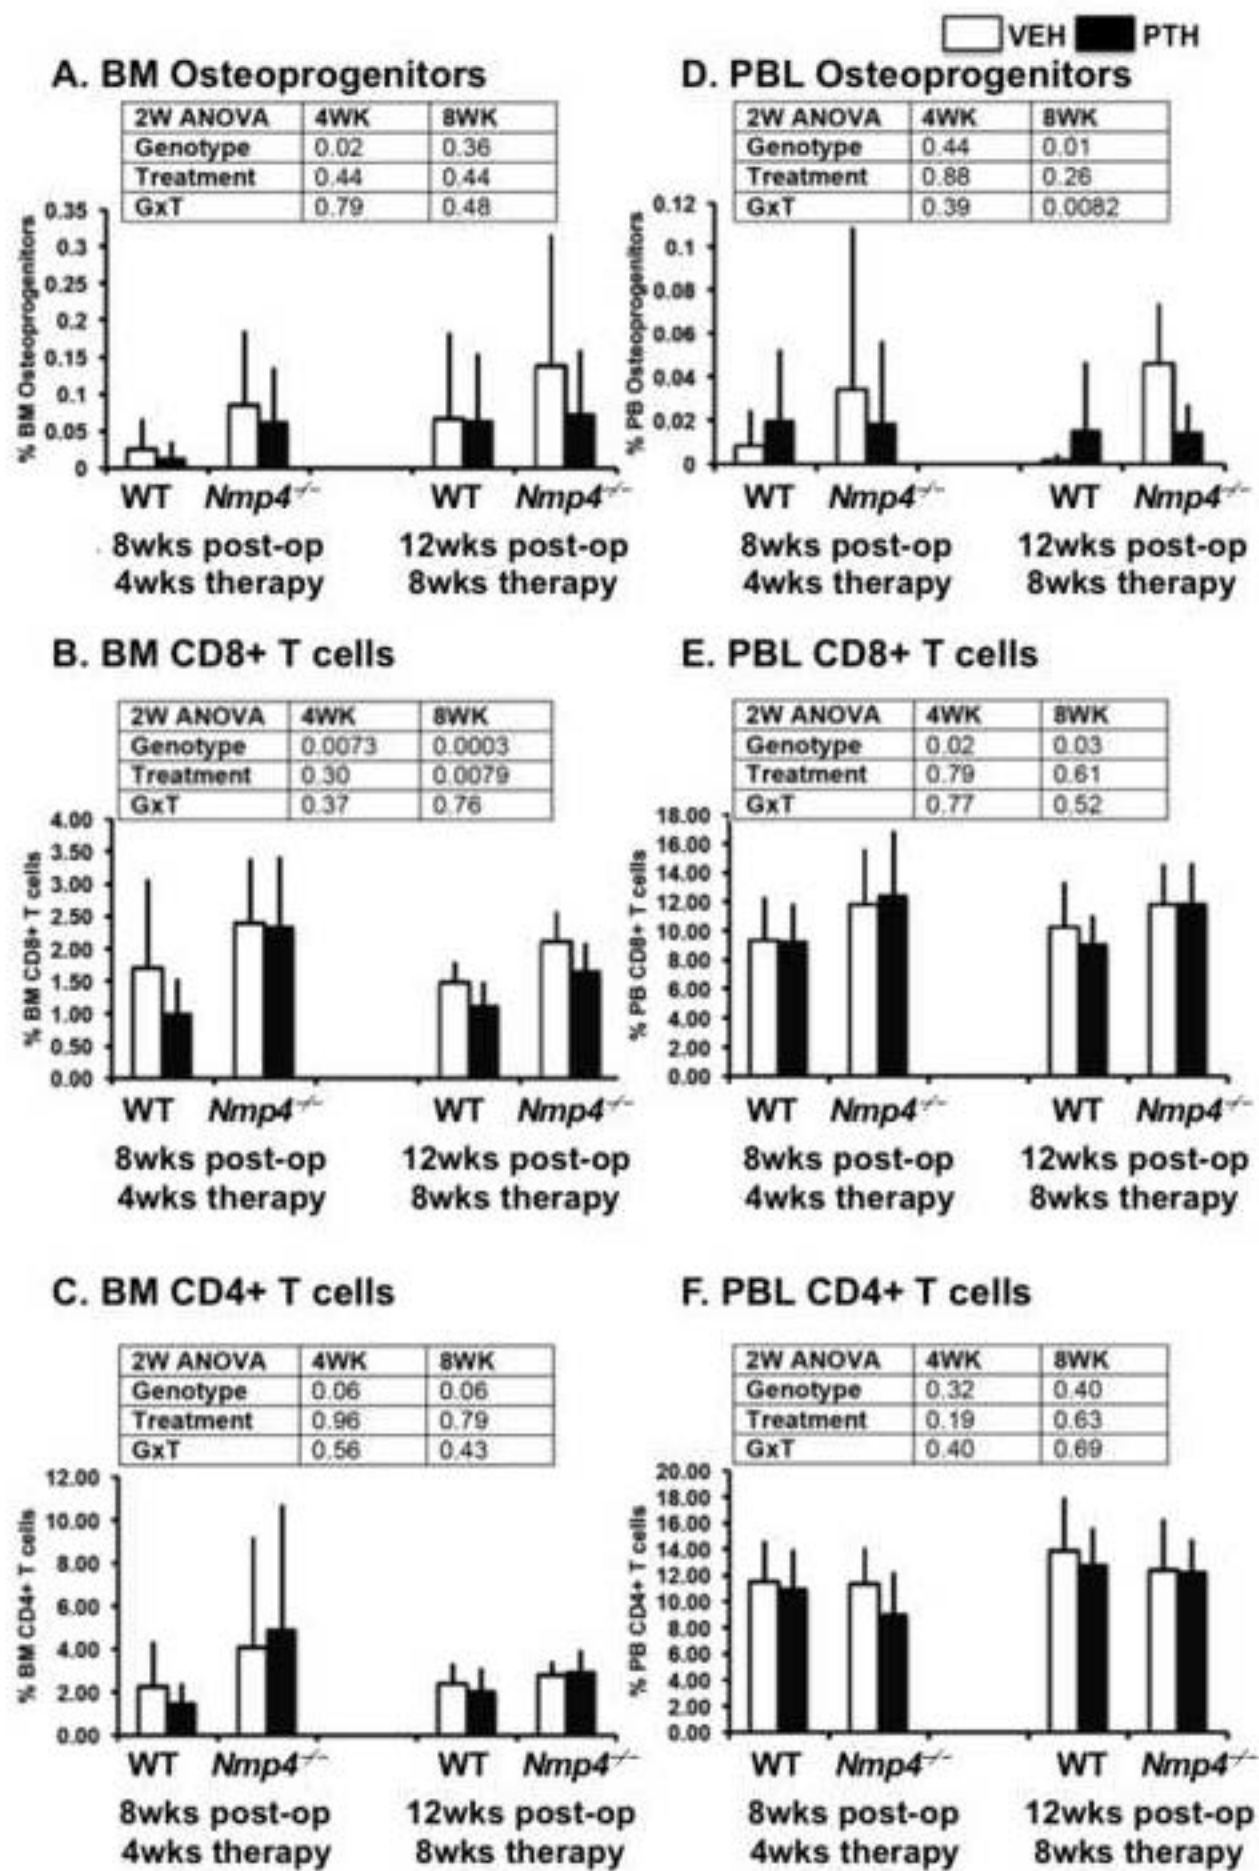 VEH PTH
A. BM Osteoprogenitors
2W ANOVA 4WK 8WK
Genotype 0.02 0.36
Treatment 0.44 0.44
GxT 0.79 0.48
% BM Osteoprogenitors
0.35
0.3
0.25
0.2
0.15
0.1
0.05
0
WT Nmp4-/- WT Nmp4-/-
8wks post-op 12wks post-op
4wks therapy 8wks therapy
D. PBL Osteoprogenitors
2W ANOVA 4WK 8WK
Genotype 0.44 0.01
Treatment 0.88 0.26
GxT 0.39 0.0082
% PB Osteoprogenitors
0.12
0.1
0.08
0.06
0.04
0.02
0
WT Nmp4-/- WT Nmp4-/-
8wks post-op 12wks post-op
4wks therapy 8wks therapy
B. BM CD8+ T cells
2W ANOVA 4WK 8WK
Genotype 0.0073 0.0003
Treatment 0.30 0.0079
GxT 0.37 0.76
% BM CD8+ T cells
4.00
3.50
3.00
2.50
2.00
1.50
1.00
0.50
0.00
WT Nmp4-/- WT Nmp4-/-
8wks post-op 12wks post-op
4wks therapy 8wks therapy
E. PBL CD8+ T cells
2W ANOVA 4WK 8WK
Genotype 0.02 0.03
Treatment 0.79 0.61
GxT 0.77 0.52
% PB CD8+ T cells
18.00
16.00
14.00
12.00
10.00
8.00
6.00
4.00
2.00
0.00
WT Nmp4-/- WT Nmp4-/-
8wks post-op 12wks post-op
4wks therapy 8wks therapy
C. BM CD4+ T cells
2W ANOVA 4WK 8WK
Genotype 0.06 0.06
Treatment 0.96 0.79
GxT 0.56 0.43
% BM CD4+ T cells
12.00
10.00
8.00
6.00
4.00
2.00
0.00
WT Nmp4-/- WT Nmp4-/-
8wks post-op 12wks post-op
4wks therapy 8wks therapy
F. PBL CD4+ T cells
2W ANOVA 4WK 8WK
Genotype 0.32 0.40
Treatment 0.19 0.63
GxT 0.40 0.69
% PB CD4+ T cells
20.00
18.00
16.00
14.00
12.00
10.00
8.00
6.00
4.00
2.00
0.00
WT Nmp4-/- WT Nmp4-/-
8wks post-op 12wks post-op
4wks therapy 8wks therapy